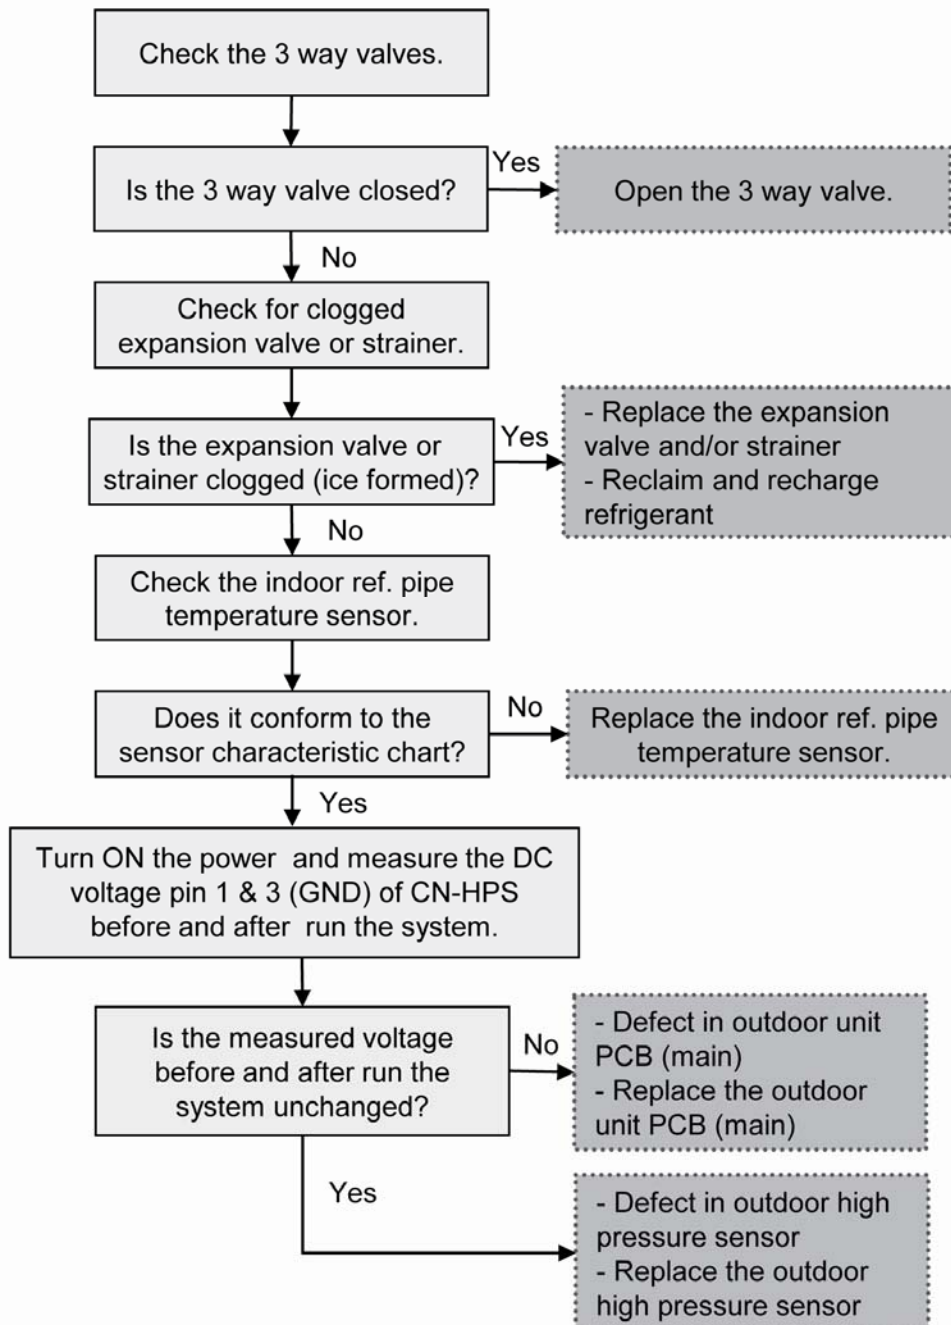 Check the 3 way valves.
Is the 3 way valve closed?
Yes
Open the 3 way valve.
No
Check for clogged
expansion valve or strainer.
Is the expansion valve or
strainer clogged (ice formed)?
Yes
- Replace the expansion
valve and/or strainer
- Reclaim and recharge
refrigerant
No
Check the indoor ref. pipe
temperature sensor.
Does it conform to the
sensor characteristic chart?
No
Replace the indoor ref. pipe
temperature sensor.
Yes
Turn ON the power and measure the DC
voltage pin 1 & 3 (GND) of CN-HPS
before and after run the system.
Is the measured voltage
before and after run the
system unchanged?
No
- Defect in outdoor unit
PCB (main)
- Replace the outdoor
unit PCB (main)
Yes
- Defect in outdoor high
pressure sensor
- Replace the outdoor
high pressure sensor